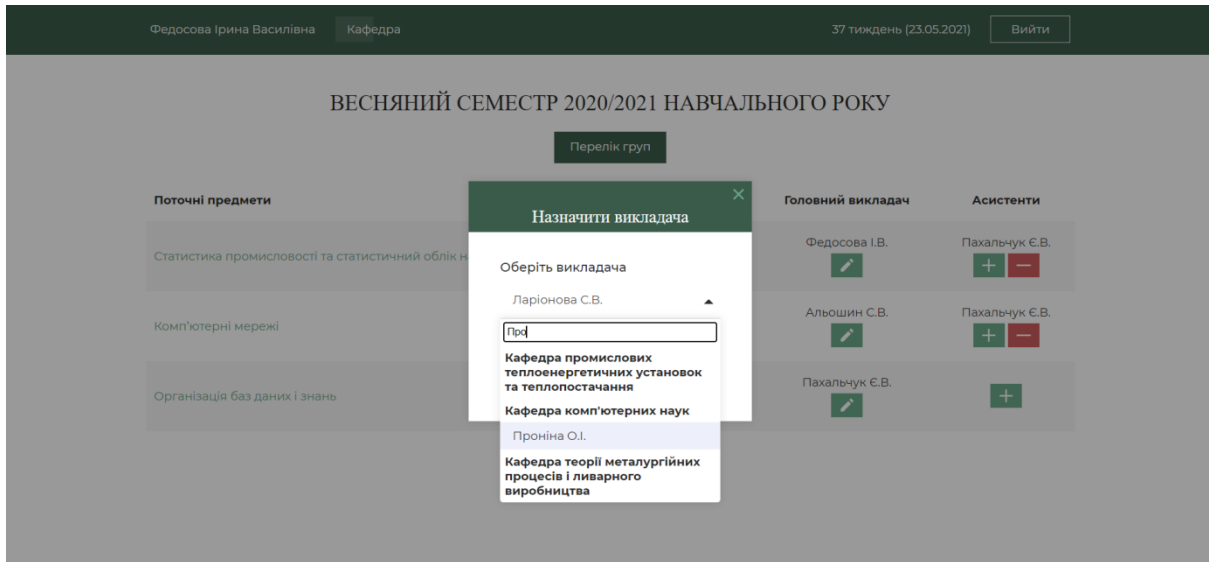 Федосова Ірина Василівна Кафедра 37 тиждень (23.05.2021) Вийти
ВЕСНЯНИЙ СЕМЕСТР 2020/2021 НАВЧАЛЬНОГО РОКУ
Перелік груп
Поточні предмети Головний викладач Асистенти
Статистика промисловості та статистичний облік Федосова І.В. Пахальчук Є.В.
Комп'ютерні мережі Альошин С.В. Пахальчук Є.В.
Організація баз даних і знань Пахальчук Є.В.
Назначити викладача
Оберіть викладача
Ларіонова С.В.
Про
Кафедра промислових
теплоенергетичних установок
та теплопостачання
Кафедра комп'ютерних наук
Проніна О.І.
Кафедра теорії металургійних
процесів і ливарного
виробництва